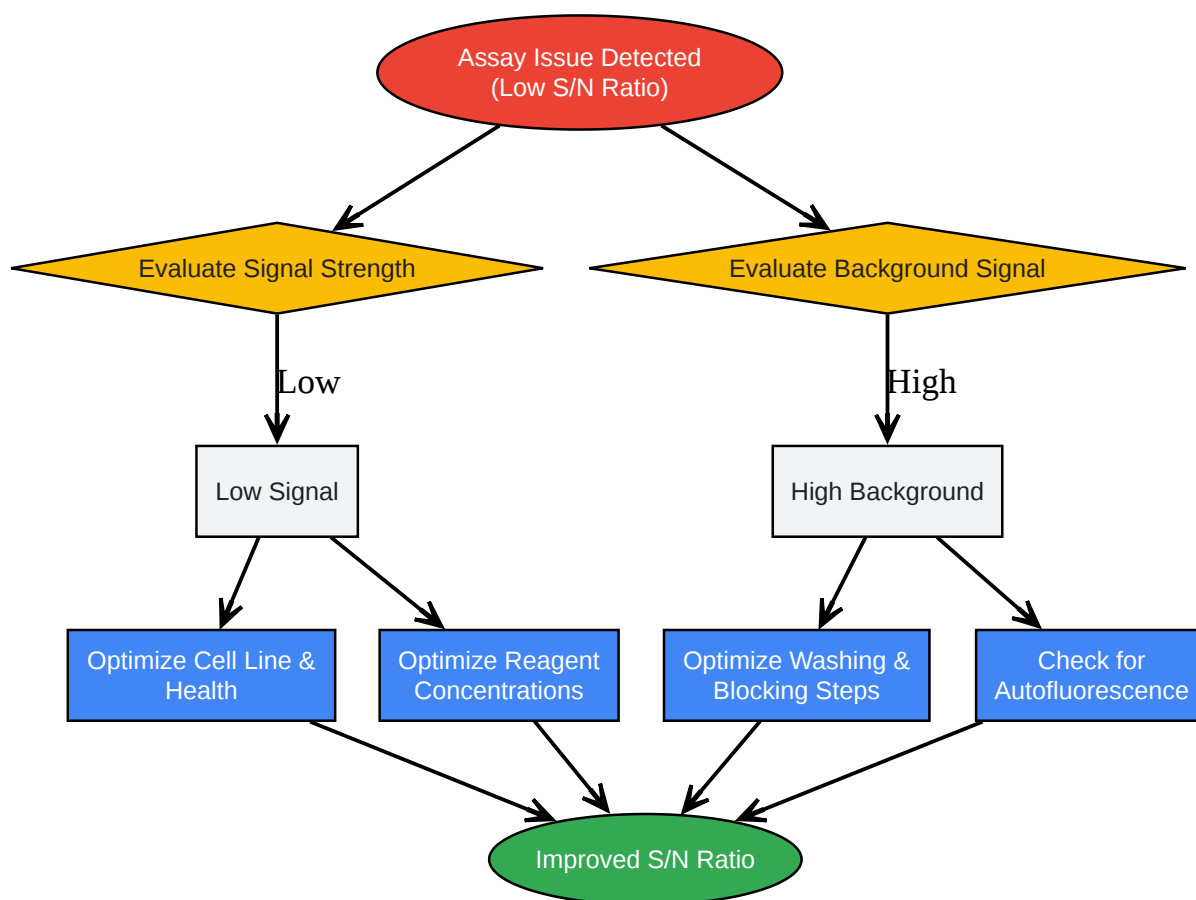 Assay Issue Detected
(Low S/N Ratio)
Evaluate Signal Strength
Evaluate Background Signal
Low
High
Low Signal
High Background
Optimize Cell Line &
Health
Optimize Reagent
Concentrations
Optimize Washing &
Blocking Steps
Check for
Autofluorescence
Improved S/N Ratio